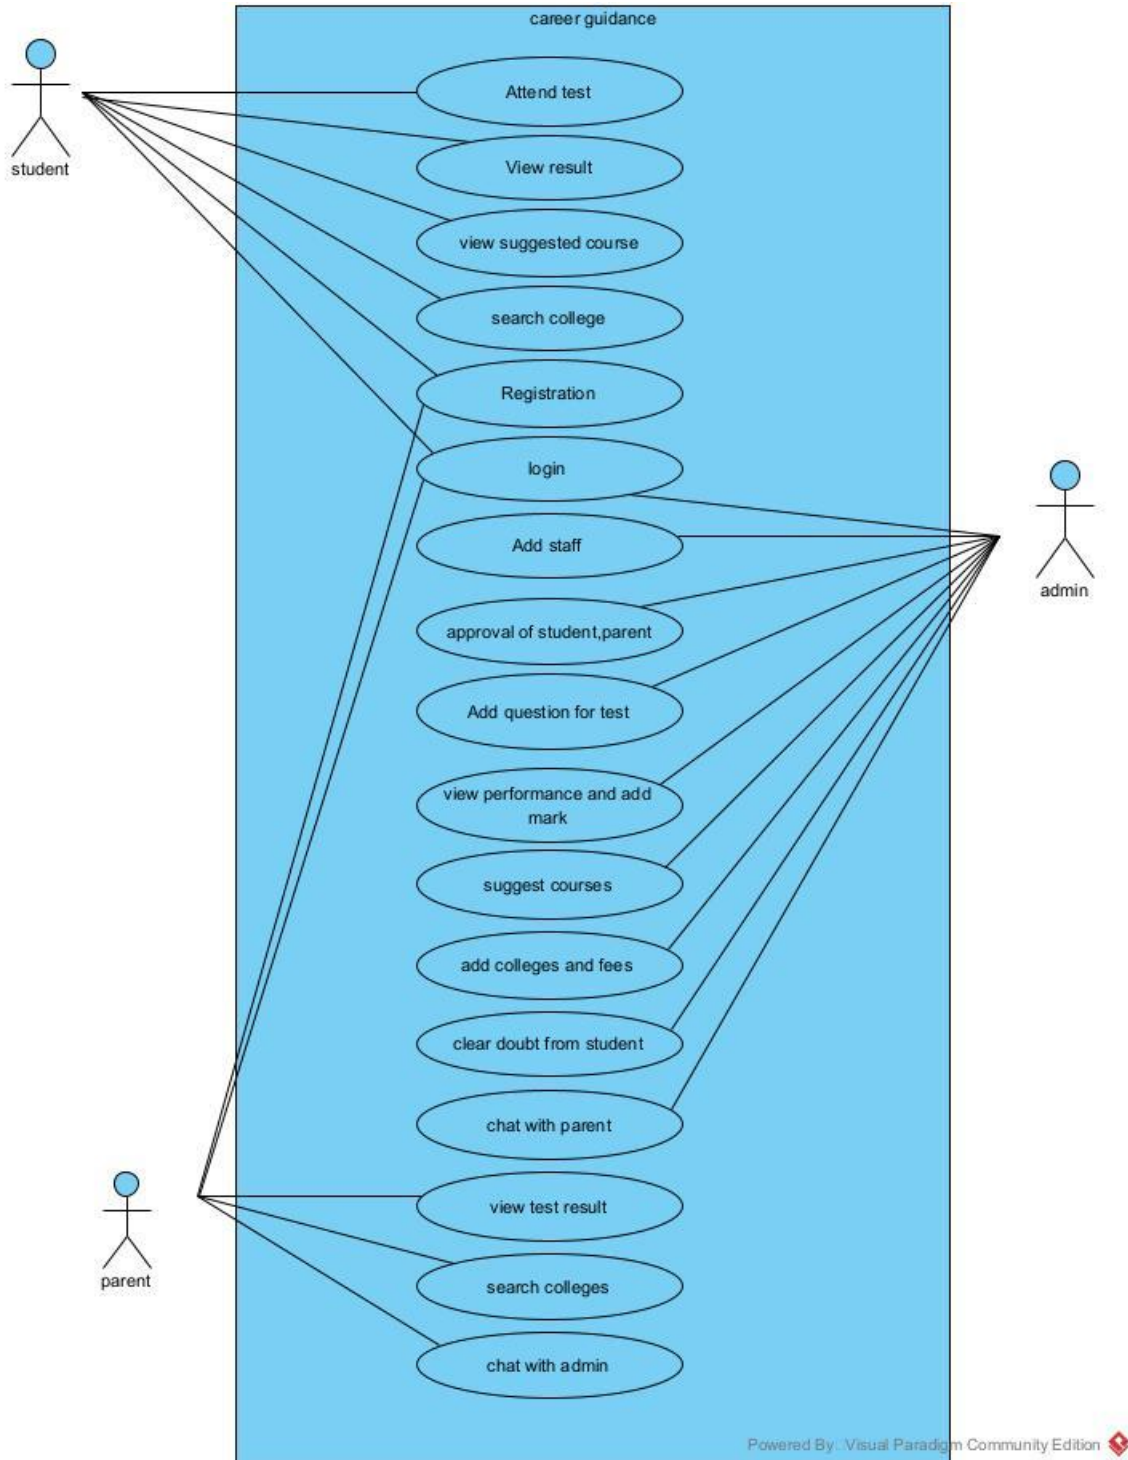 career guidance
Attend test
student
View result
view suggested course
search college
Registration
login
Add staff
admin
approval of student,parent
Add question for test
view performance and add
mark
suggest courses
add colleges and fees
clear doubt from student
chat with parent
view test result
parent
search colleges
chat with admin
Powered By Visual Paradigm Community Edition